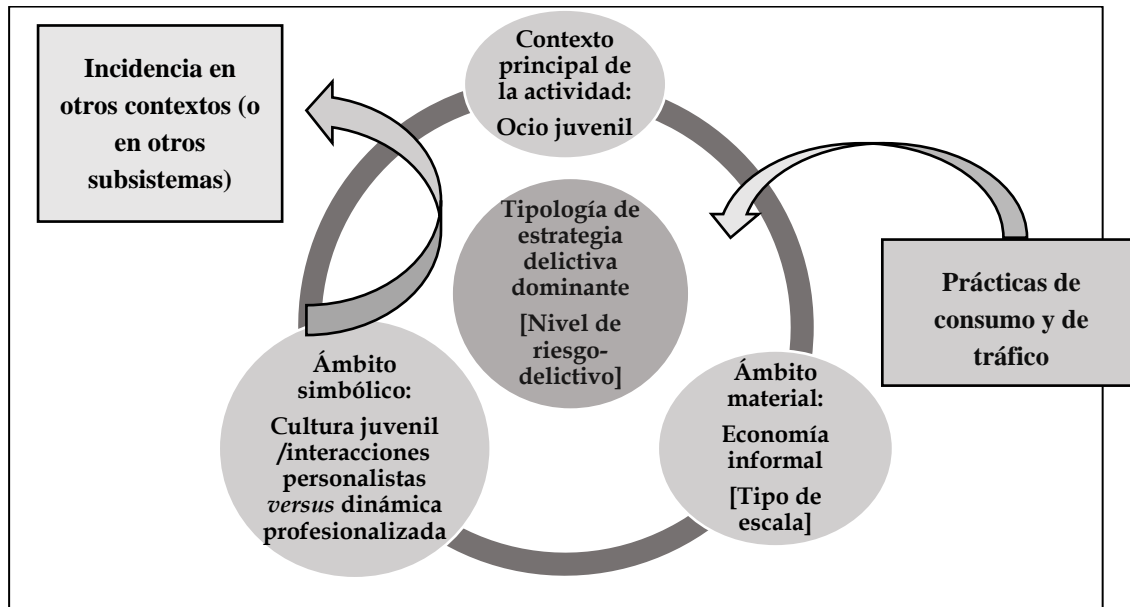 Contexto
principal de
la actividad:
Ocio juvenil
Incidencia en
otros contextos (o
en otros
subsistemas)
Tipología de
estrategia
delictiva
dominante
[Nivel de
riesgo-
delictivo]
Prácticas de
consumo y de
tráfico
Ámbito
simbólico:
Cultura juvenil
/interacciones
personalistas
versus dinámica
profesionalizada
Ámbito
material:
Economía
informal
[Tipo de
escala]